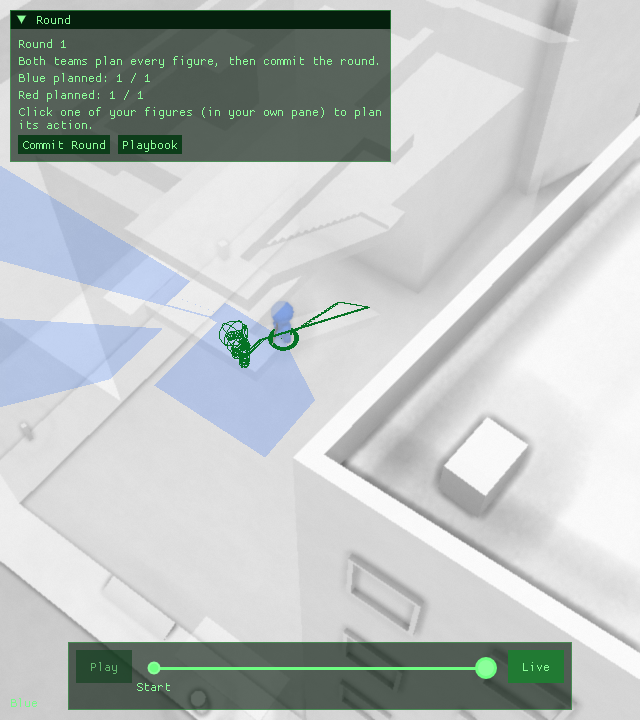 Round
Round 1
Both teams plan every figure, then commit the round.
Blue planned: 1 / 1
Red planned: 1 / 1
Click one of your figures (in your own pane) to plan
its action.
Commit Round Playbook
Play Live
Start